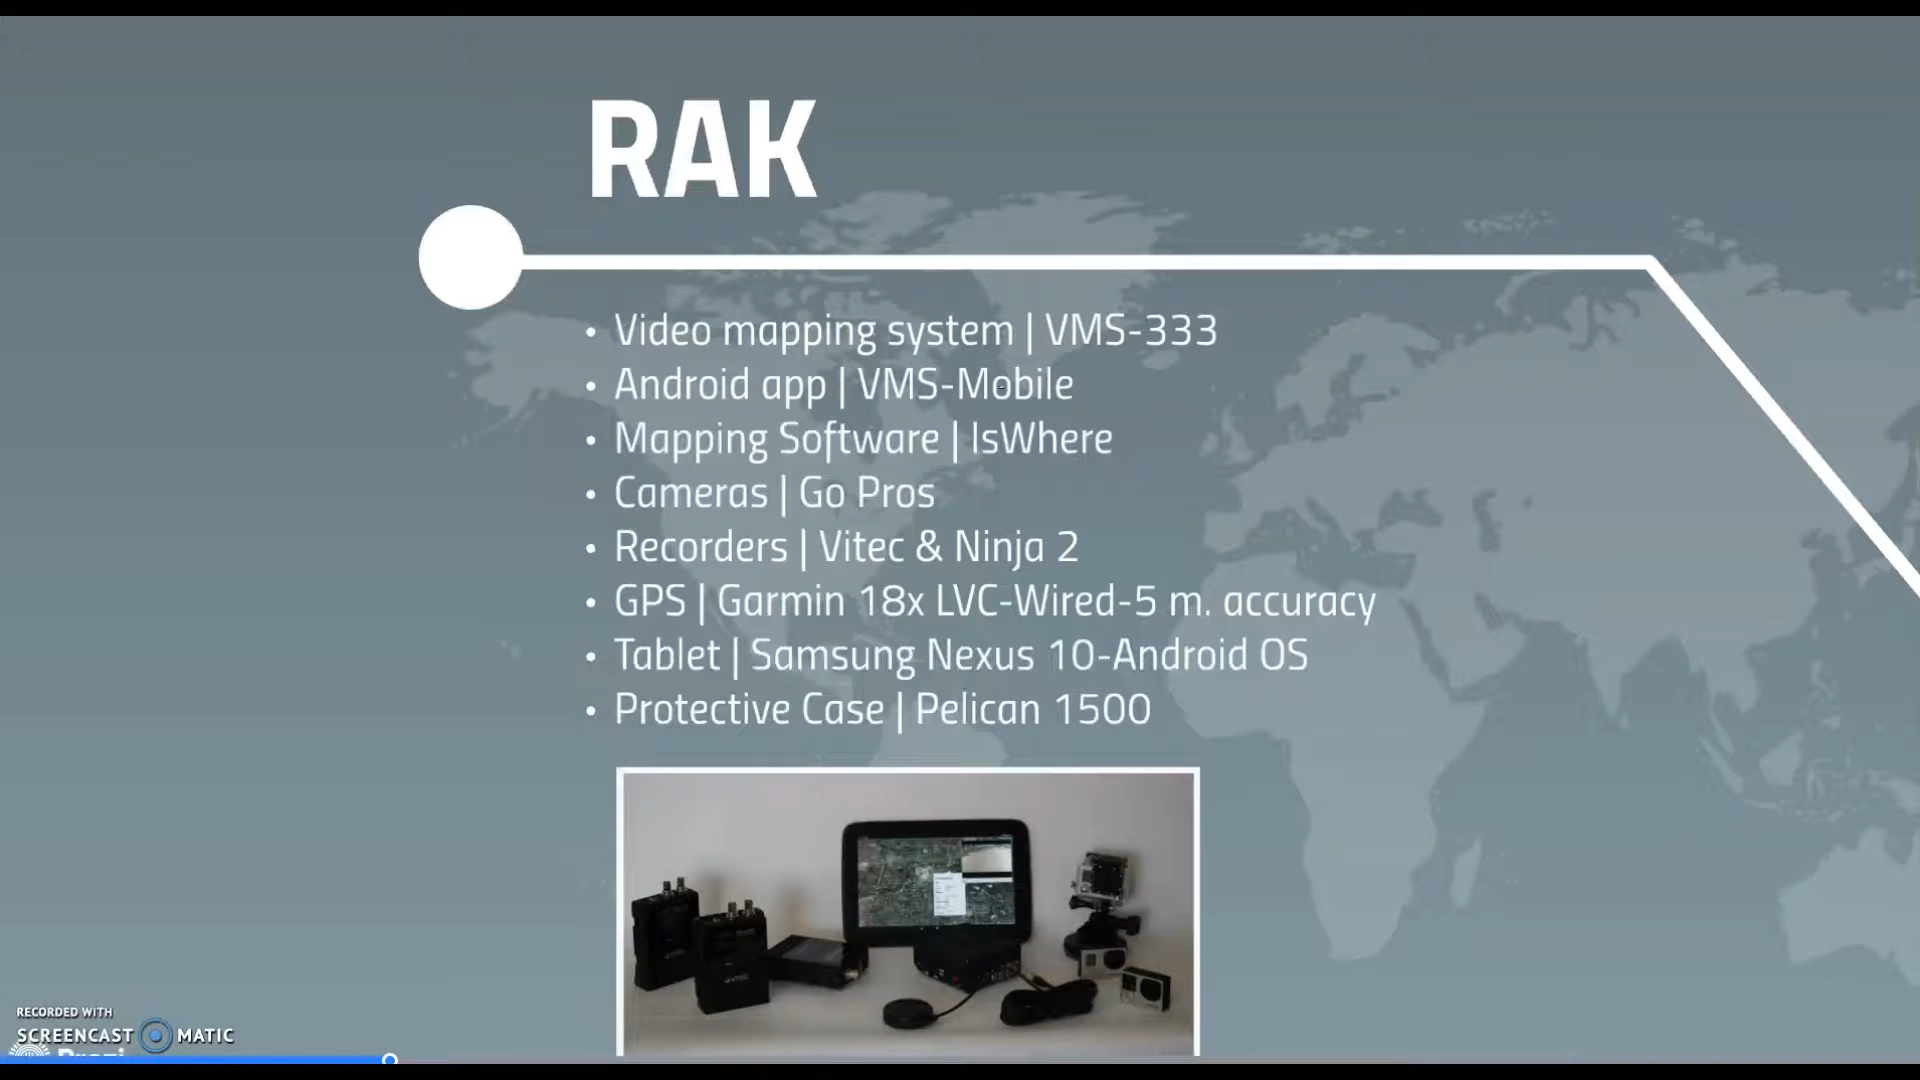 RAK
• Video mapping system | VMS-333
• Android app | VMS-Mobile
• Mapping Software | IsWhere
• Cameras | Go Pros
• Recorders | Vitec & Ninja 2
• GPS | Garmin 18x LVC-Wired-5 m. accuracy
• Tablet | Samsung Nexus 10-Android OS
• Protective Case | Pelican 1500
RECORDED WITH
SCREENCAST MATIC
Prezi